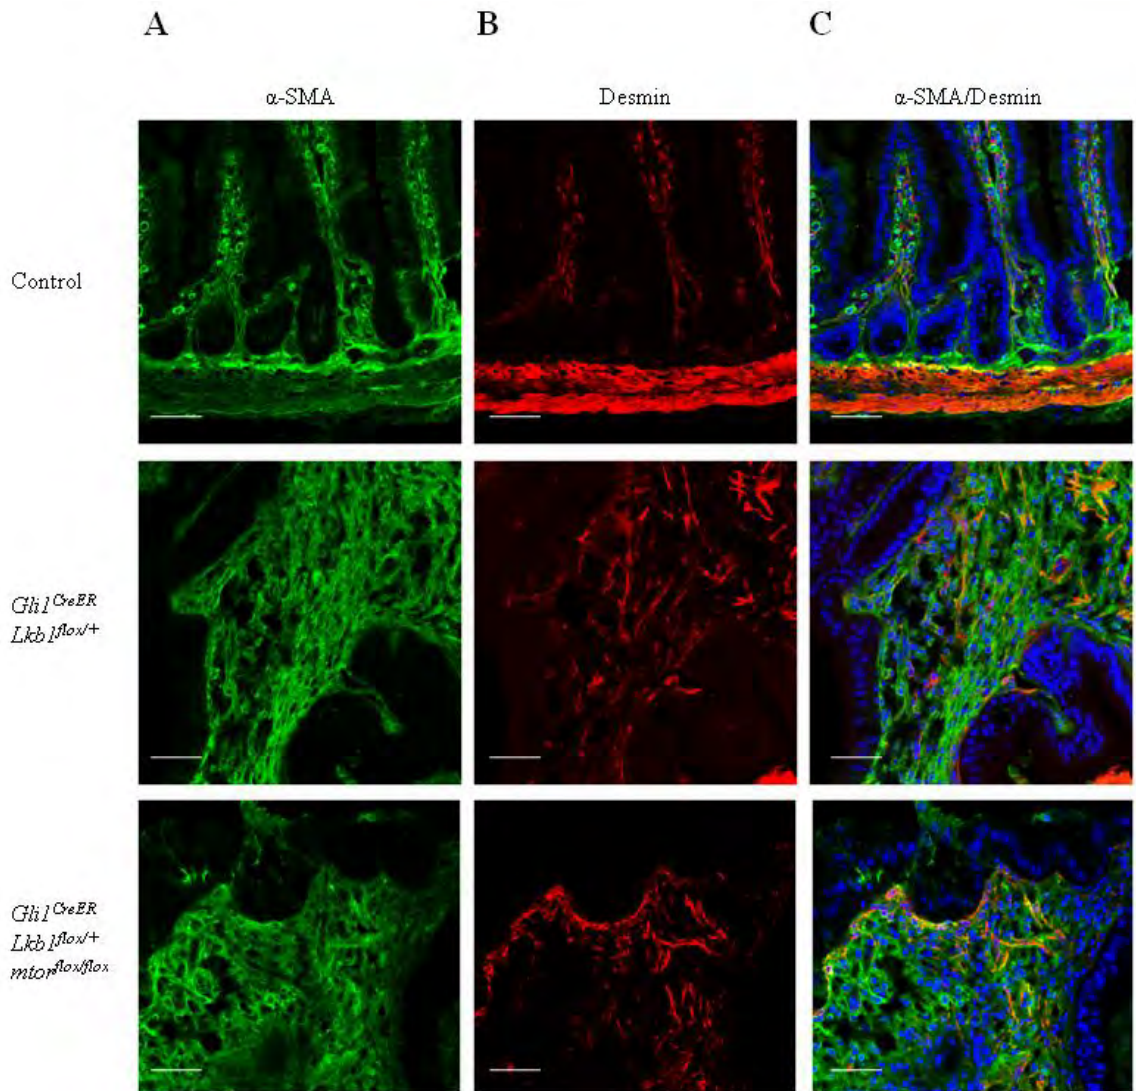 A B C
α-SMA Desmin α-SMA/Desmin
Control
Gli1CreER
Lkb1flox/+
Gli1CreER
Lkb1flox/+
mtorflox/flox